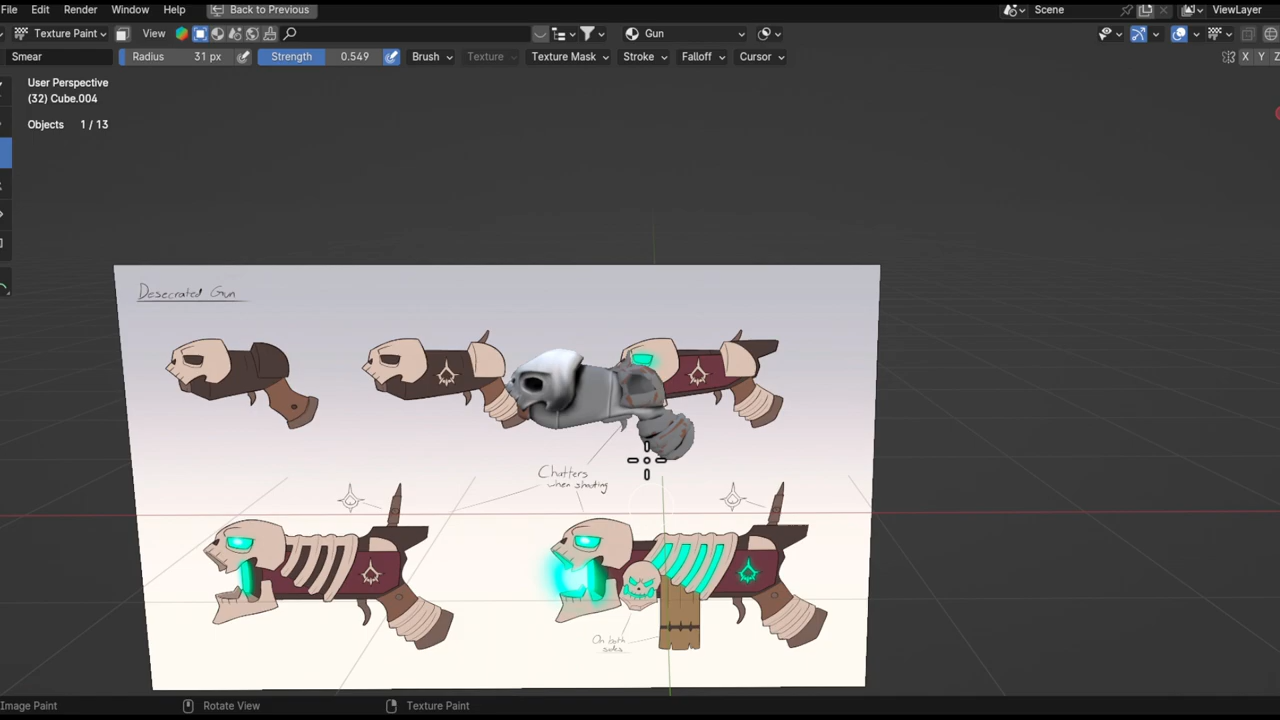 File Edit Render Window Help Back to Previous Scene ViewLayer
Texture Paint View Gun
Smear Radius 31 px Strength 0.549 Brush Texture Texture Mask Stroke Falloff Cursor X Y Z
User Perspective
(32) Cube.004
Objects 1 / 13
Desecrated Gun
Chatters
when shooting
On both
sides
Image Paint Rotate View Texture Paint